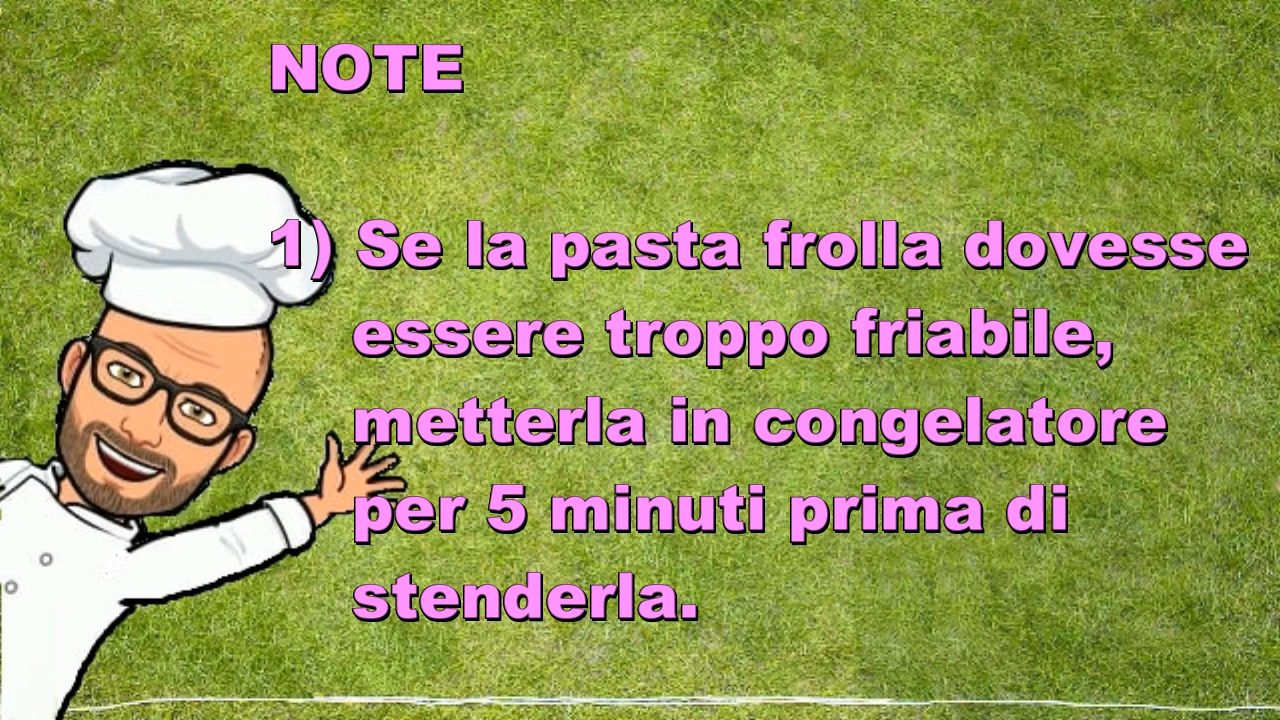 NOTE
1) Se la pasta frolla dovesse
essere troppo friabile,
metterla in congelatore
per 5 minuti prima di
stenderla.